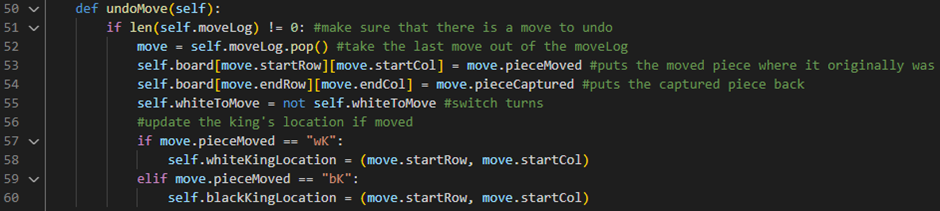 50 def undoMove(self):
51 if len(self.moveLog) != 0: #make sure that there is a move to undo
52 move = self.moveLog.pop() #take the last move out of the moveLog
53 self.board[move.startRow][move.startCol] = move.pieceMoved #puts the moved piece where it originally was
54 self.board[move.endRow][move.endCol] = move.pieceCaptured #puts the captured piece back
55 self.whiteToMove = not self.whiteToMove #switch turns
56 #update the king's location if moved
57 if move.pieceMoved == "wK":
58 self.whiteKingLocation = (move.startRow, move.startCol)
59 elif move.pieceMoved == "bK":
60 self.blackKingLocation = (move.startRow, move.startCol)